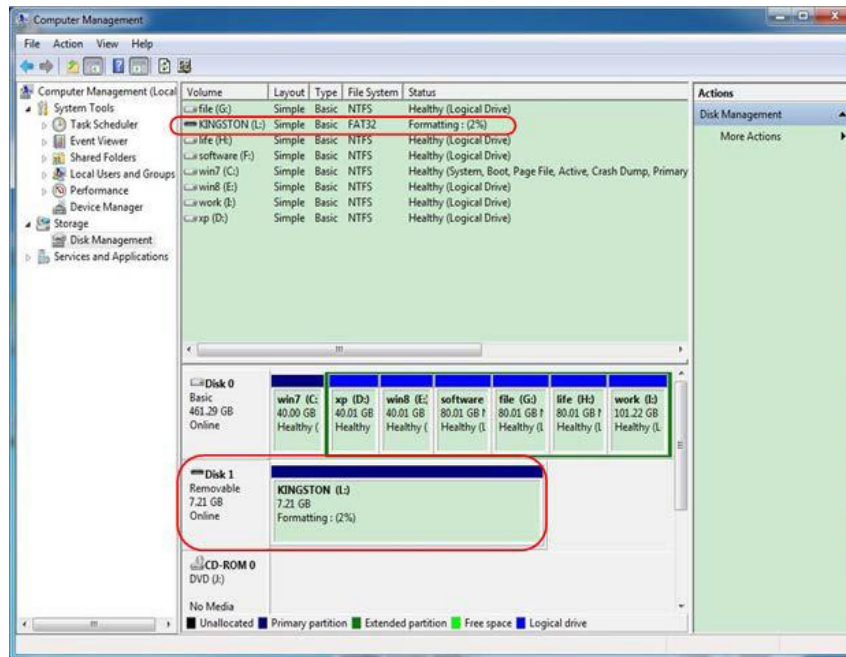 Computer Management
File Action View Help
Computer Management (Local
System Tools
Task Scheduler
Event Viewer
Shared Folders
Local Users and Groups
Performance
Device Manager
Storage
Disk Management
Services and Applications
Volume Layout Type File System Status
file (G:) Simple Basic NTFS Healthy (Logical Drive)
KINGSTON (L:) Simple Basic FAT32 Formatting : (2%)
life (H:) Simple Basic NTFS Healthy (Logical Drive)
software (F:) Simple Basic NTFS Healthy (Logical Drive)
win7 (C:) Simple Basic NTFS Healthy (System, Boot, Page File, Active, Crash Dump, Primary
win8 (E:) Simple Basic NTFS Healthy (Logical Drive)
work (I:) Simple Basic NTFS Healthy (Logical Drive)
xp (D:) Simple Basic NTFS Healthy (Logical Drive)
Actions
Disk Management
More Actions
Disk 0
Basic
461.29 GB
Online
win7 (C:
40.00 GB
Healthy (
xp (D:)
40.01 GB
Healthy
win8 (E:
40.01 GB
Healthy (
software
80.01 GB
Healthy (L
file (G:)
80.01 GB
Healthy (L
life (H:)
80.01 GB
Healthy (L
work (I:)
101.22 GB
Healthy (L
Disk 1
Removable
7.21 GB
Online
KINGSTON (L:)
7.21 GB
Formatting : (2%)
CD-ROM 0
DVD (J:)
No Media
Unallocated Primary partition Extended partition Free space Logical drive